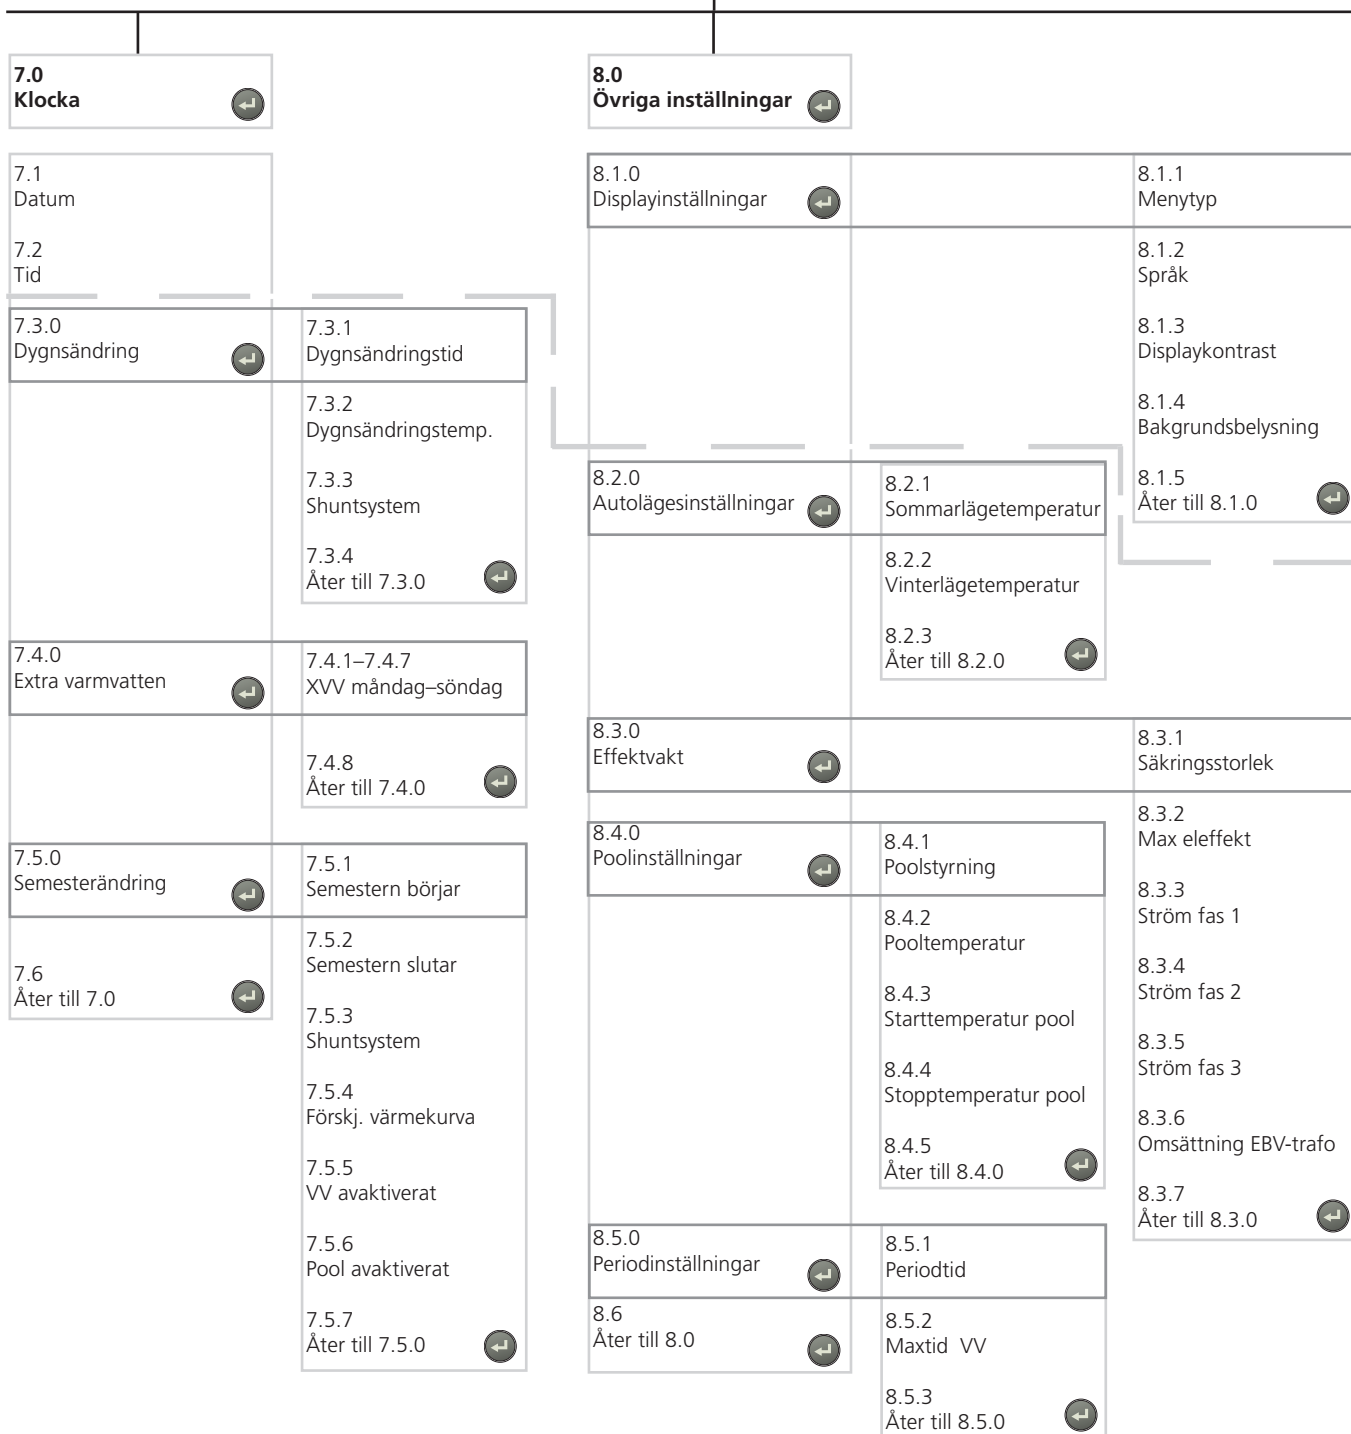 7.0
Klocka
7.1
Datum
7.2
Tid
7.3.0
Dygnsändring
7.3.1
Dygnsändringstid
7.3.2
Dygnsändringstemp.
7.3.3
Shuntsystem
7.3.4
Åter till 7.3.0
7.4.0
Extra varmvatten
7.4.1–7.4.7
XVV måndag–söndag
7.4.8
Åter till 7.4.0
7.5.0
Semesterändring
7.5.1
Semestern börjar
7.5.2
Semestern slutar
7.5.3
Shuntsystem
7.5.4
Förskj. värmekurva
7.5.5
VV avaktiverat
7.5.6
Pool avaktiverat
7.5.7
Åter till 7.5.0
7.6
Åter till 7.0
8.0
Övriga inställningar
8.1.0
Displayinställningar
8.1.1
Menytyp
8.1.2
Språk
8.1.3
Displaykontrast
8.1.4
Bakgrundsbelysning
8.1.5
Åter till 8.1.0
8.2.0
Autolägesinställningar
8.2.1
Sommarlägetemperatur
8.2.2
Vinterlägetemperatur
8.2.3
Åter till 8.2.0
8.3.0
Effektvakt
8.3.1
Säkringsstorlek
8.3.2
Max eleffekt
8.3.3
Ström fas 1
8.3.4
Ström fas 2
8.3.5
Ström fas 3
8.3.6
Omsättning EBV-trafo
8.3.7
Åter till 8.3.0
8.4.0
Poolinställningar
8.4.1
Poolstyrning
8.4.2
Pooltemperatur
8.4.3
Starttemperatur pool
8.4.4
Stopptemperatur pool
8.4.5
Åter till 8.4.0
8.5.0
Periodinställningar
8.5.1
Periodtid
8.5.2
Maxtid VV
8.5.3
Åter till 8.5.0
8.6
Åter till 8.0